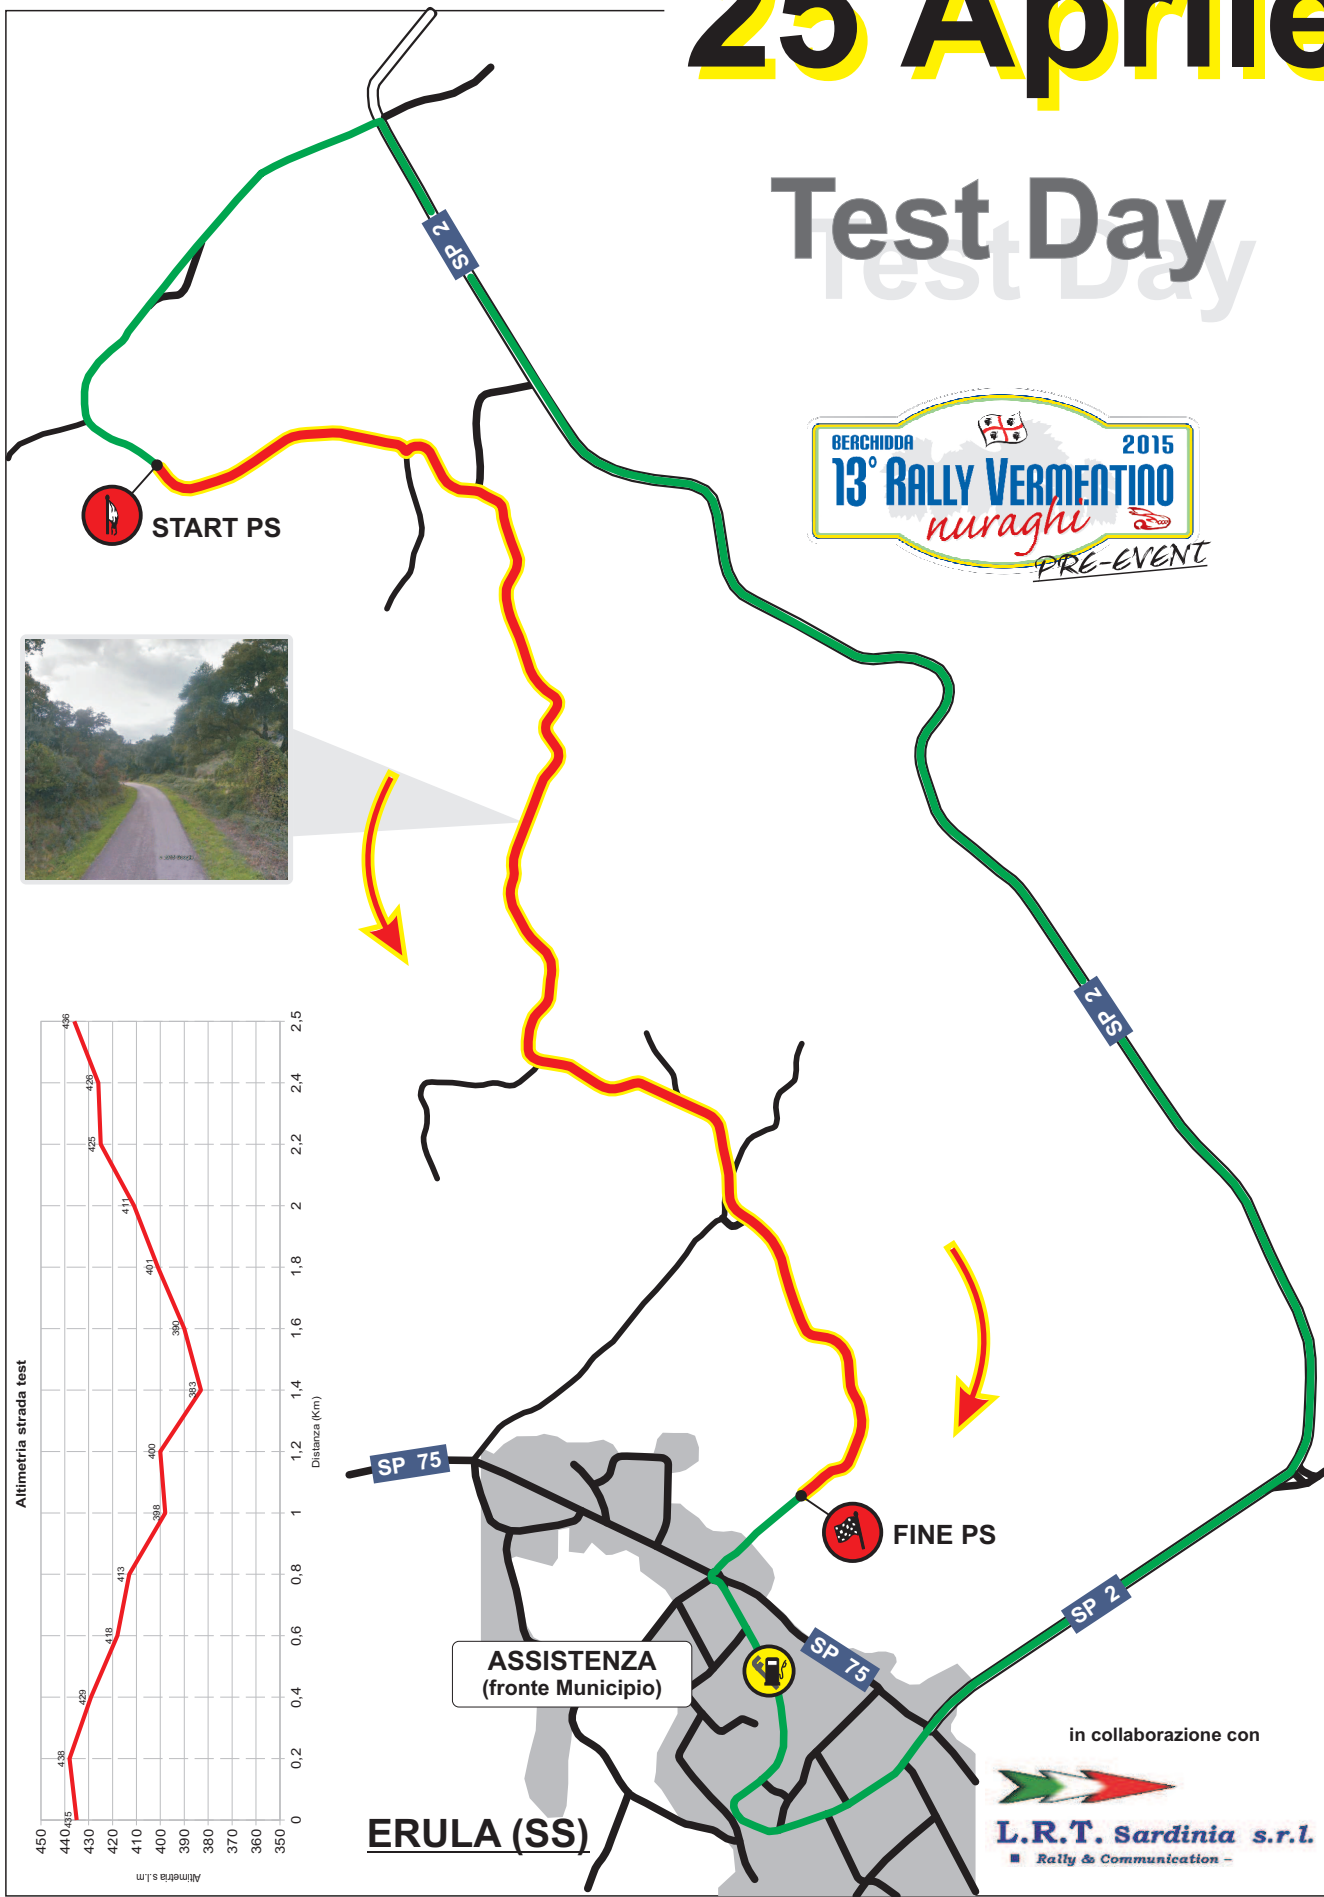 25 Aprile
Test Day
SP 2
BERCHIDDA
2015
13° RALLY VERMENTINO
nuraghi
PRE-EVENT
START PS
SP 2
Altimetria strada test
450
440
430
420
410
400
390
380
370
360
350
Altimetria s.l.m
435
438
429
418
413
398
400
383
390
401
411
425
426
436
0
0,2
0,4
0,6
0,8
1
1,2
1,4
1,6
1,8
2
2,2
2,4
2,5
Distanza (Km)
SP 75
FINE PS
SP 2
ASSISTENZA
(fronte Municipio)
SP 75
ERULA (SS)
in collaborazione con
L.R.T. Sardinia s.r.l.
Rally & Communication –